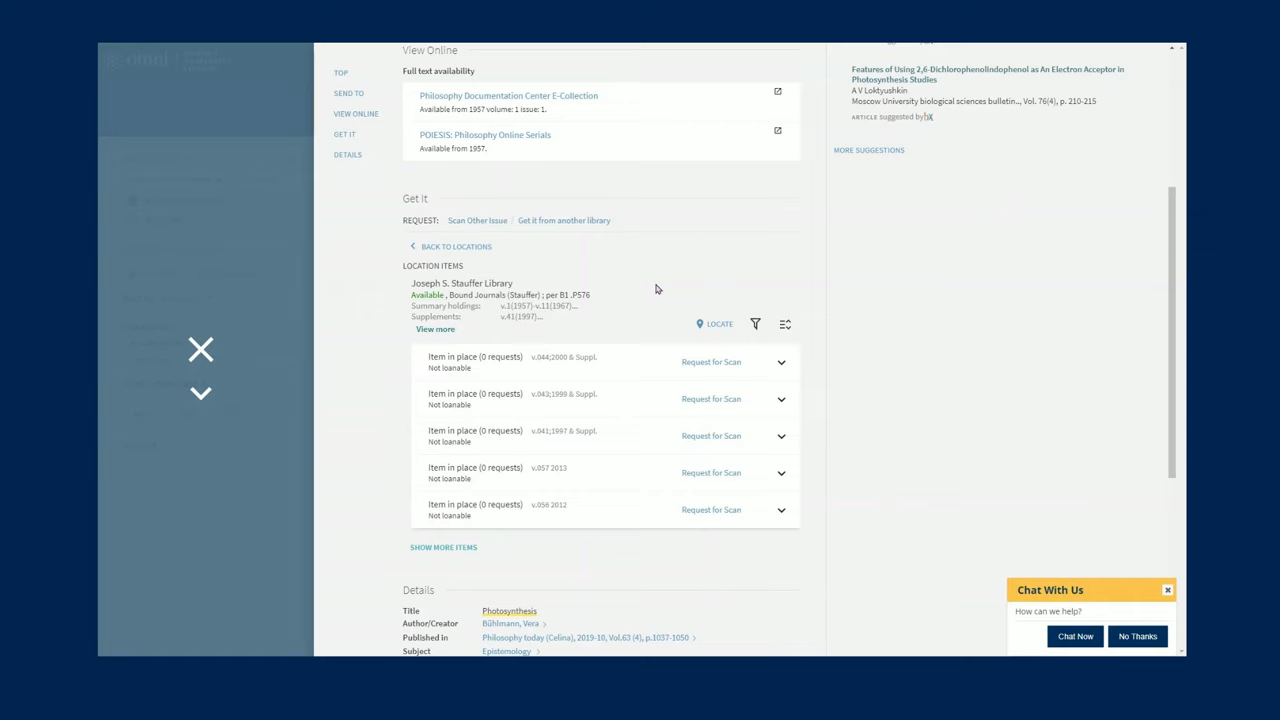 omni
TOP
SEND TO
VIEW ONLINE
GET IT
DETAILS
View Online
Full text availability
Philosophy Documentation Center E-Collection
Available from 1957 volume: 1 issue: 1.
POIESIS: Philosophy Online Serials
Available from 1957.
Get It
REQUEST: Scan Other Issue / Get it from another library
BACK TO LOCATIONS
LOCATION ITEMS
Joseph S. Stauffer Library
Available , Bound Journals (Stauffer) ; per B1 .P576
Summary holdings: v.1(1957)-v.11(1967)...
Supplements: v.41(1997)...
View more
LOCATE
Item in place (0 requests) v.044;2000 & Suppl. Request for Scan
Not loanable
Item in place (0 requests) v.043;1999 & Suppl. Request for Scan
Not loanable
Item in place (0 requests) v.041;1997 & Suppl. Request for Scan
Not loanable
Item in place (0 requests) v.057 2013 Request for Scan
Not loanable
Item in place (0 requests) v.056 2012 Request for Scan
Not loanable
SHOW MORE ITEMS
Details
Title Photosynthesis
Author/Creator Bühlmann, Vera
Published in Philosophy today (Celina), 2019-10, Vol.63 (4), p.1037-1050
Subject Epistemology
Features of Using 2,6-Dichlorophenolindophenol as An Electron Acceptor in
Photosynthesis Studies
A V Loktyushkin
Moscow University biological sciences bulletin.., Vol. 76(4), p. 210-215
ARTICLE suggested by bX
MORE SUGGESTIONS
Chat With Us
How can we help?
Chat Now
No Thanks